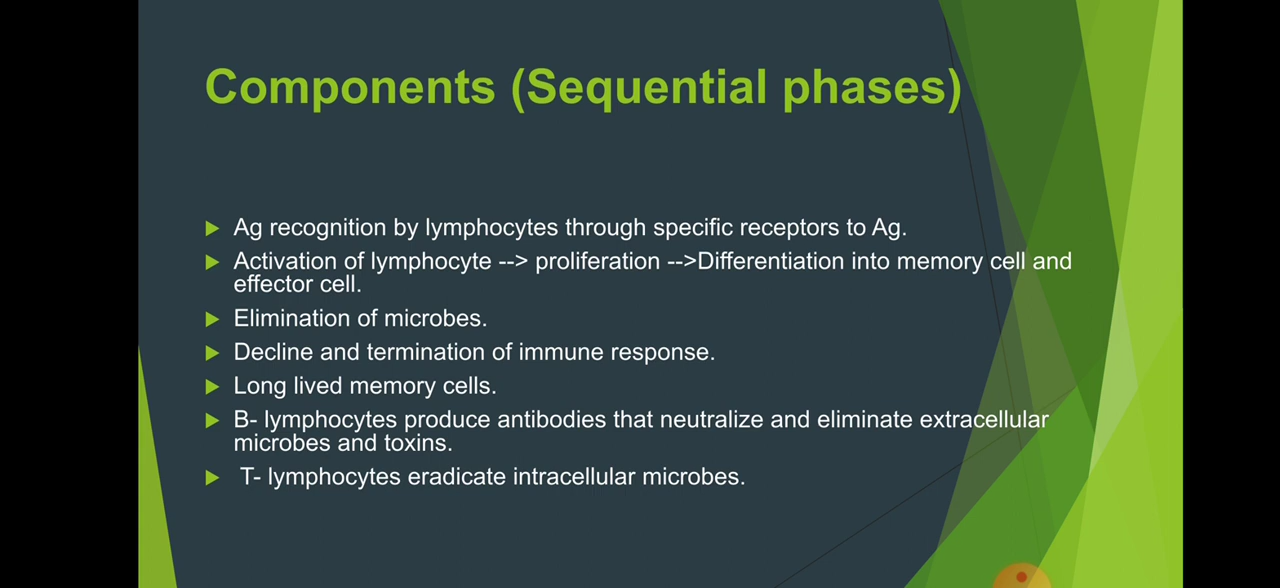 Components (Sequential phases)
Ag recognition by lymphocytes through specific receptors to Ag.
Activation of lymphocyte --> proliferation -->Differentiation into memory cell and
effector cell.
Elimination of microbes.
Decline and termination of immune response.
Long lived memory cells.
B- lymphocytes produce antibodies that neutralize and eliminate extracellular
microbes and toxins.
T- lymphocytes eradicate intracellular microbes.